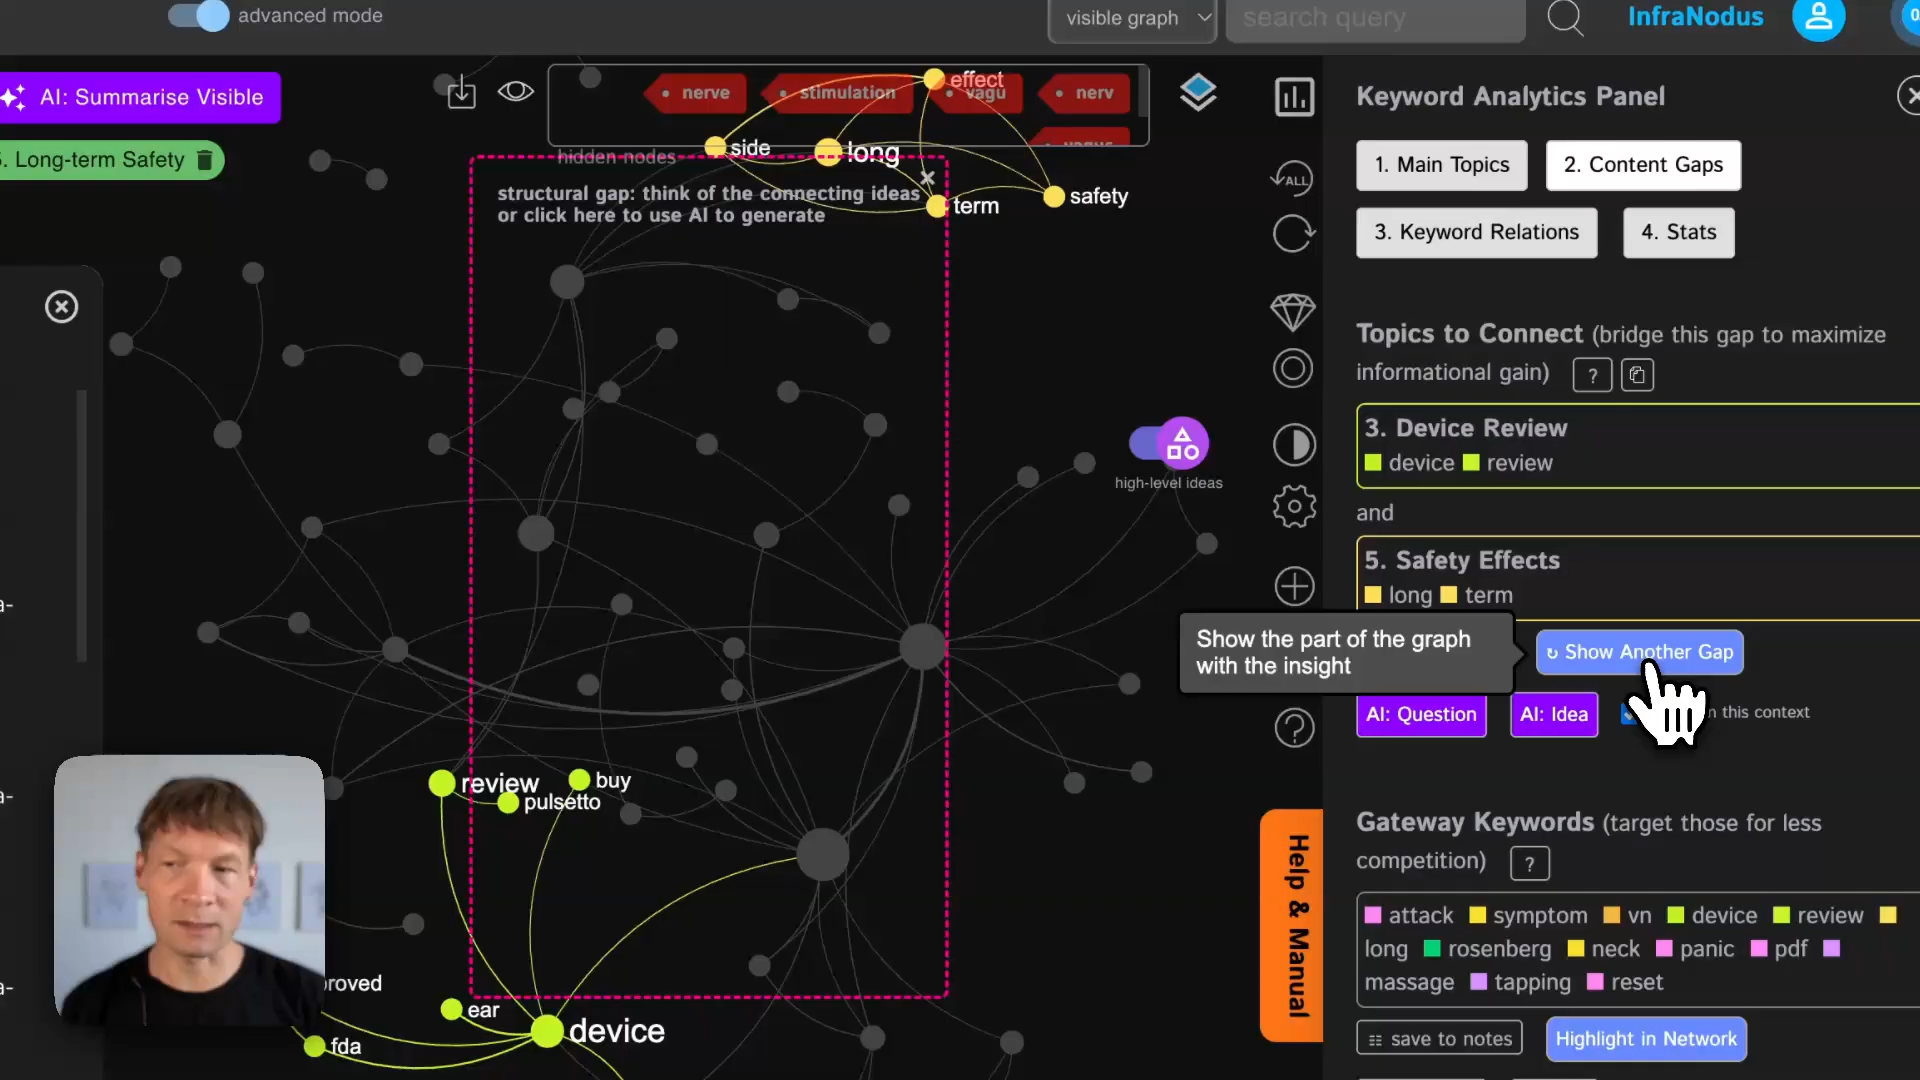 advanced mode
visible graph
search query
InfraNodus
AI: Summarise Visible
. Long-term Safety
nerve
stimulation
vagu
nerv
effect
side
long
hidden nodes
term
safety
structural gap: think of the connecting ideas
or click here to use AI to generate
high-level ideas
review
buy
pulsetto
proved
ear
device
fda
ALL
Help & Manual
Keyword Analytics Panel
1. Main Topics
2. Content Gaps
3. Keyword Relations
4. Stats
Topics to Connect (bridge this gap to maximize
informational gain) ?
3. Device Review
device review
and
5. Safety Effects
long term
Show the part of the graph
with the insight
Show Another Gap
AI: Question
AI: Idea
n this context
Gateway Keywords (target those for less
competition) ?
attack symptom vn device review
long rosenberg neck panic pdf
massage tapping reset
save to notes
Highlight in Network